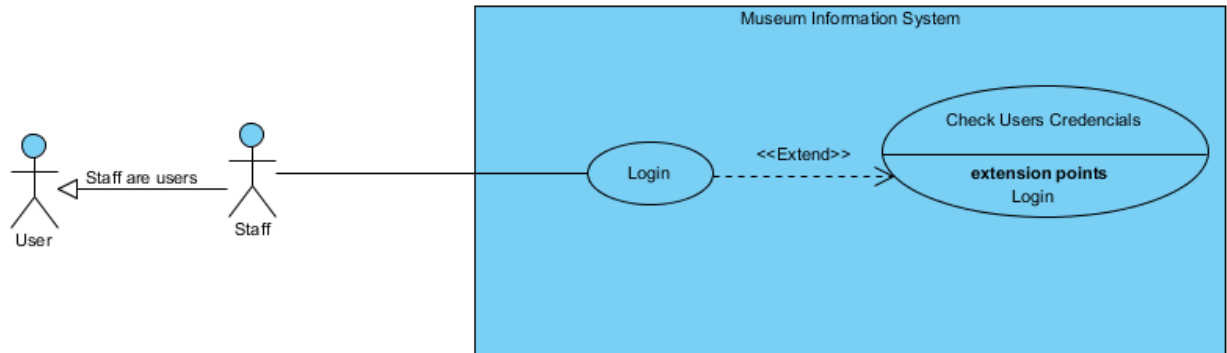 Museum Information System
Check Users Credencials
<<Extend>>
extension points
Login
Login
Staff are users
User
Staff